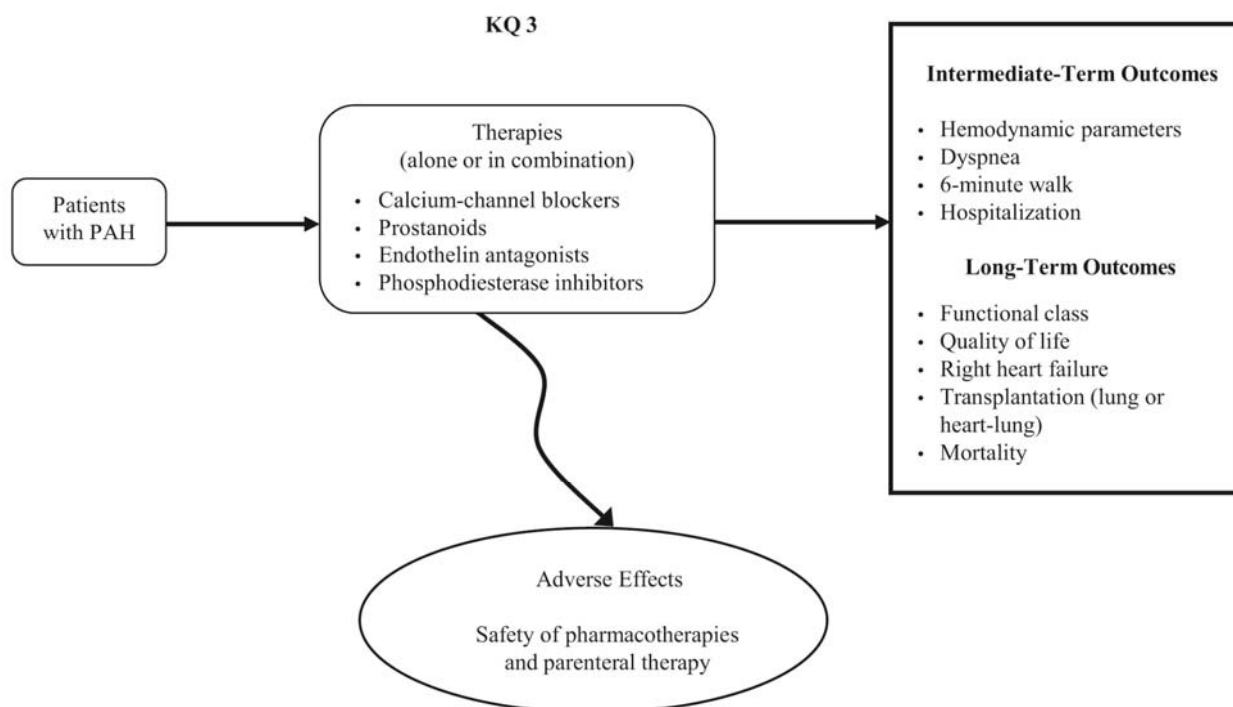 KQ 3
Patients
with PAH
Therapies
(alone or in combination)
• Calcium-channel blockers
• Prostanoids
• Endothelin antagonists
• Phosphodiesterase inhibitors
Intermediate-Term Outcomes
• Hemodynamic parameters
• Dyspnea
• 6-minute walk
• Hospitalization
Long-Term Outcomes
• Functional class
• Quality of life
• Right heart failure
• Transplantation (lung or
heart-lung)
• Mortality
Adverse Effects
Safety of pharmacotherapies
and parenteral therapy